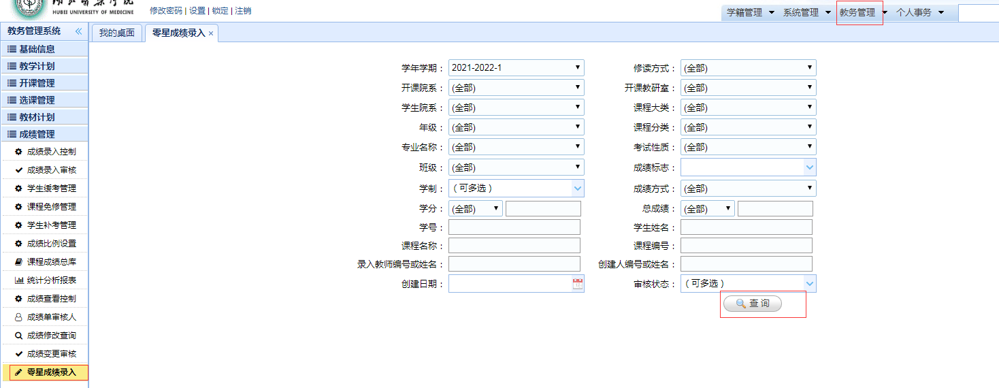 HUBEI UNIVERSITY OF MEDICINE
修改密码 | 设置 | 锁定 | 注销
学籍管理 ▼ 系统管理 ▼ 教务管理 ▼ 个人事务 ▼
教务管理系统 «
我的桌面 零星成绩录入 ×
基础信息
教学计划
开课管理
选课管理
教材计划
成绩管理
成绩录入控制
成绩录入审核
学生缓考管理
课程免修管理
学生补考管理
成绩比例设置
课程成绩总库
统计分析报表
成绩查看控制
成绩单审核人
成绩修改查询
成绩变更审核
零星成绩录入
学年学期： 2021-2022-1 修读方式： (全部)
开课院系： (全部) 开课教研室： (全部)
学生院系： (全部) 课程大类： (全部)
年级： (全部) 课程分类： (全部)
专业名称： (全部) 考试性质： (全部)
班级： (全部) 成绩标志：
学制： （可多选） 成绩方式： (全部)
学分： (全部) 总成绩： (全部)
学号： 学生姓名：
课程名称： 课程编号：
录入教师编号或姓名： 创建人编号或姓名：
创建日期： 审核状态： （可多选）
查 询